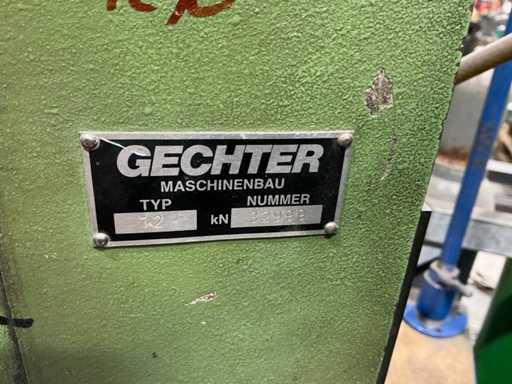 GECHTER
MASCHINENBAU
TYP NUMMER
kN